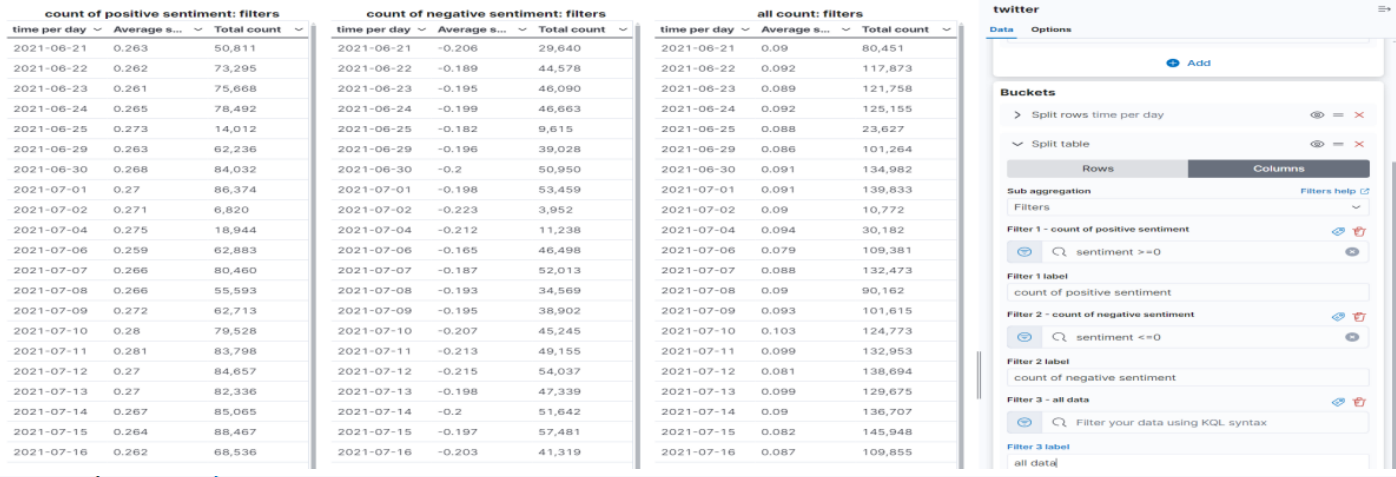 count of positive sentiment: filters count of negative sentiment: filters all count: filters
time per day Average s... Total count time per day Average s... Total count time per day Average s... Total count
2021-06-21 0.263 50,811 2021-06-21 -0.206 29,640 2021-06-21 0.09 80,451
2021-06-22 0.262 73,295 2021-06-22 -0.189 44,578 2021-06-22 0.092 117,873
2021-06-23 0.261 75,668 2021-06-23 -0.195 46,090 2021-06-23 0.089 121,758
2021-06-24 0.265 78,492 2021-06-24 -0.199 46,663 2021-06-24 0.092 125,155
2021-06-25 0.273 14,012 2021-06-25 -0.182 9,615 2021-06-25 0.088 23,627
2021-06-29 0.263 62,236 2021-06-29 -0.196 39,028 2021-06-29 0.086 101,264
2021-06-30 0.268 84,032 2021-06-30 -0.2 50,950 2021-06-30 0.091 134,982
2021-07-01 0.27 86,374 2021-07-01 -0.198 53,459 2021-07-01 0.091 139,833
2021-07-02 0.271 6,820 2021-07-02 -0.223 3,952 2021-07-02 0.09 10,772
2021-07-04 0.275 18,944 2021-07-04 -0.212 11,238 2021-07-04 0.094 30,182
2021-07-06 0.259 62,883 2021-07-06 -0.165 46,498 2021-07-06 0.079 109,381
2021-07-07 0.266 80,460 2021-07-07 -0.187 52,013 2021-07-07 0.088 132,473
2021-07-08 0.266 55,593 2021-07-08 -0.193 34,569 2021-07-08 0.09 90,162
2021-07-09 0.272 62,713 2021-07-09 -0.195 38,902 2021-07-09 0.093 101,615
2021-07-10 0.28 79,528 2021-07-10 -0.207 45,245 2021-07-10 0.103 124,773
2021-07-11 0.281 83,798 2021-07-11 -0.213 49,155 2021-07-11 0.099 132,953
2021-07-12 0.27 84,657 2021-07-12 -0.215 54,037 2021-07-12 0.081 138,694
2021-07-13 0.27 82,336 2021-07-13 -0.198 47,339 2021-07-13 0.099 129,675
2021-07-14 0.267 85,065 2021-07-14 -0.2 51,642 2021-07-14 0.09 136,707
2021-07-15 0.264 88,467 2021-07-15 -0.197 57,481 2021-07-15 0.082 145,948
2021-07-16 0.262 68,536 2021-07-16 -0.203 41,319 2021-07-16 0.087 109,855
twitter
Data Options
Add
Buckets
Split rows time per day
Split table
Rows Columns
Sub aggregation Filters help
Filters
Filter 1 - count of positive sentiment
sentiment >=0
Filter 1 label
count of positive sentiment
Filter 2 - count of negative sentiment
sentiment <=0
Filter 2 label
count of negative sentiment
Filter 3 - all data
Filter your data using KQL syntax
Filter 3 label
all data